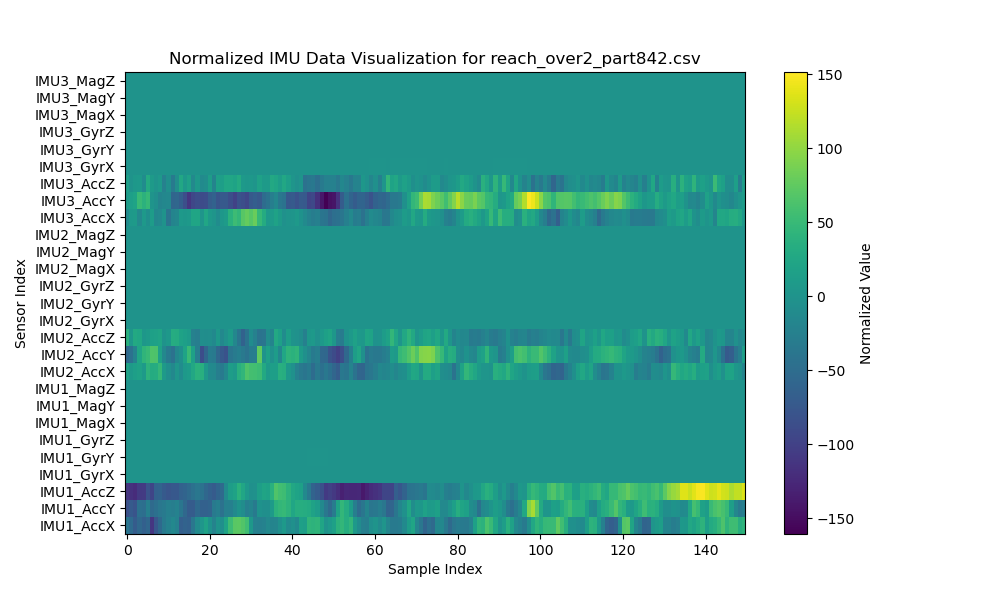 Normalized IMU Data Visualization for reach_over2_part842.csv
IMU3_MagZ
IMU3_MagY
IMU3_MagX
IMU3_GyrZ
IMU3_GyrY
IMU3_GyrX
IMU3_AccZ
IMU3_AccY
IMU3_AccX
IMU2_MagZ
IMU2_MagY
IMU2_MagX
IMU2_GyrZ
IMU2_GyrY
IMU2_GyrX
IMU2_AccZ
IMU2_AccY
IMU2_AccX
IMU1_MagZ
IMU1_MagY
IMU1_MagX
IMU1_GyrZ
IMU1_GyrY
IMU1_GyrX
IMU1_AccZ
IMU1_AccY
IMU1_AccX
Sensor Index
0 20 40 60 80 100 120 140
Sample Index
150
100
50
0
−50
−100
−150
Normalized Value